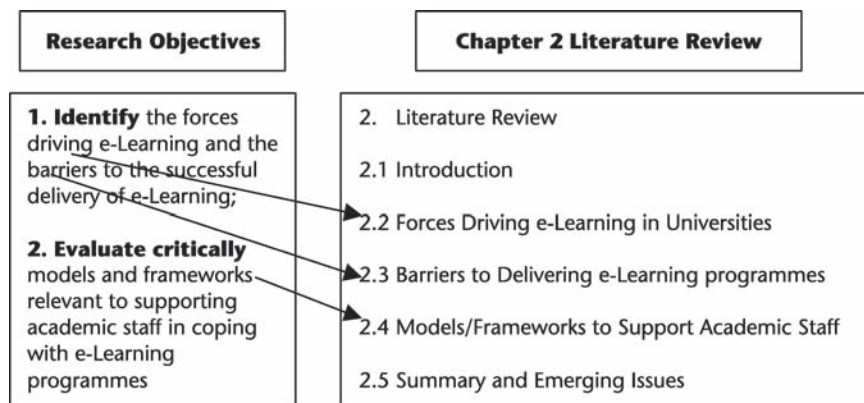 Research Objectives
Chapter 2 Literature Review
1. Identify the forces
driving e-Learning and the
barriers to the successful
delivery of e-Learning;
2. Evaluate critically
models and frameworks
relevant to supporting
academic staff in coping
with e-Learning
programmes
2. Literature Review
2.1 Introduction
2.2 Forces Driving e-Learning in Universities
2.3 Barriers to Delivering e-Learning programmes
2.4 Models/Frameworks to Support Academic Staff
2.5 Summary and Emerging Issues